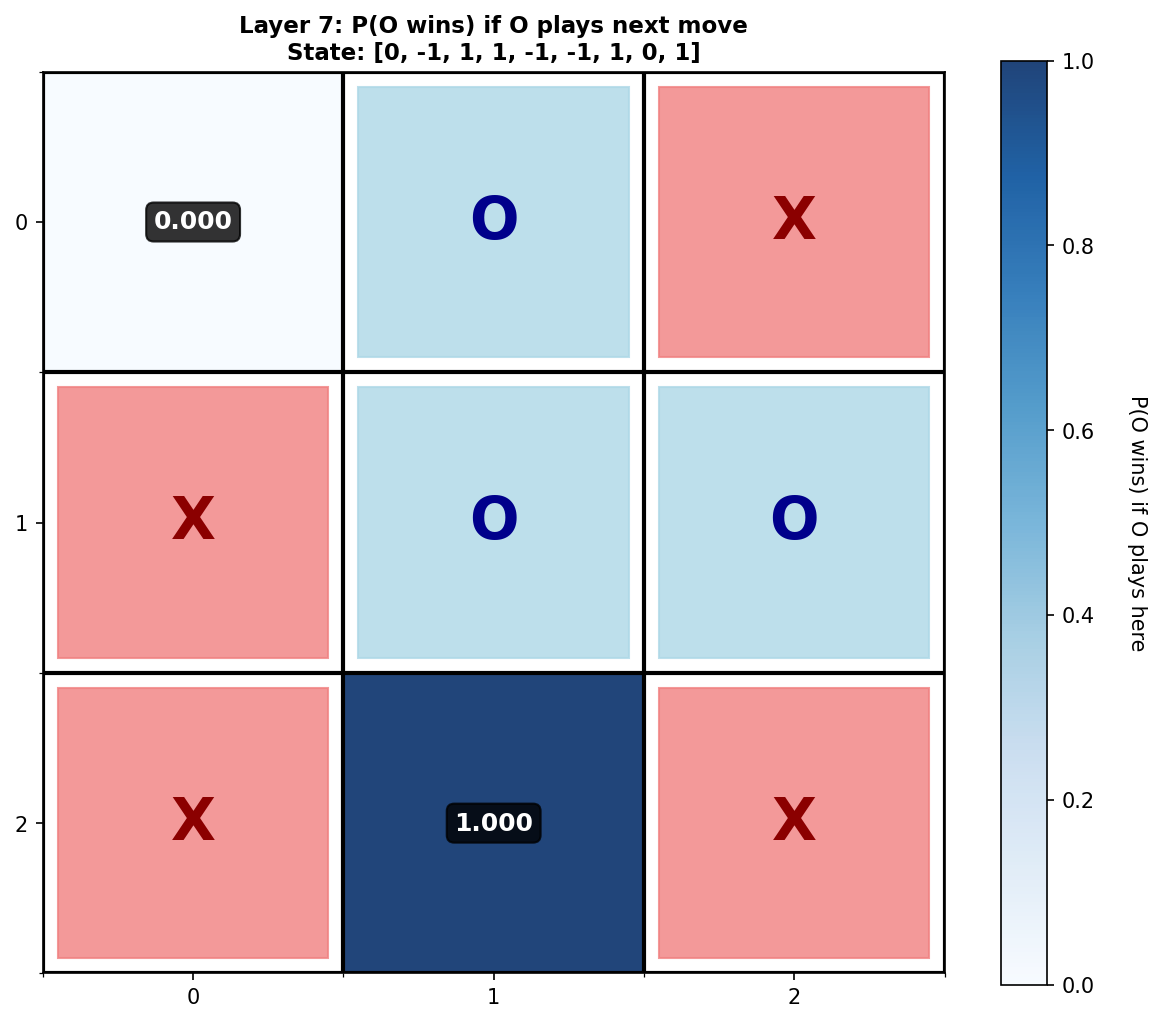 Layer 7: P(O wins) if O plays next move
State: [0, -1, 1, 1, -1, -1, 1, 0, 1]
0.000 O X
X O O
X 1.000 X
0
1
2
0 1 2
1.0
0.8
0.6
0.4
0.2
0.0
P(O wins) if O plays here